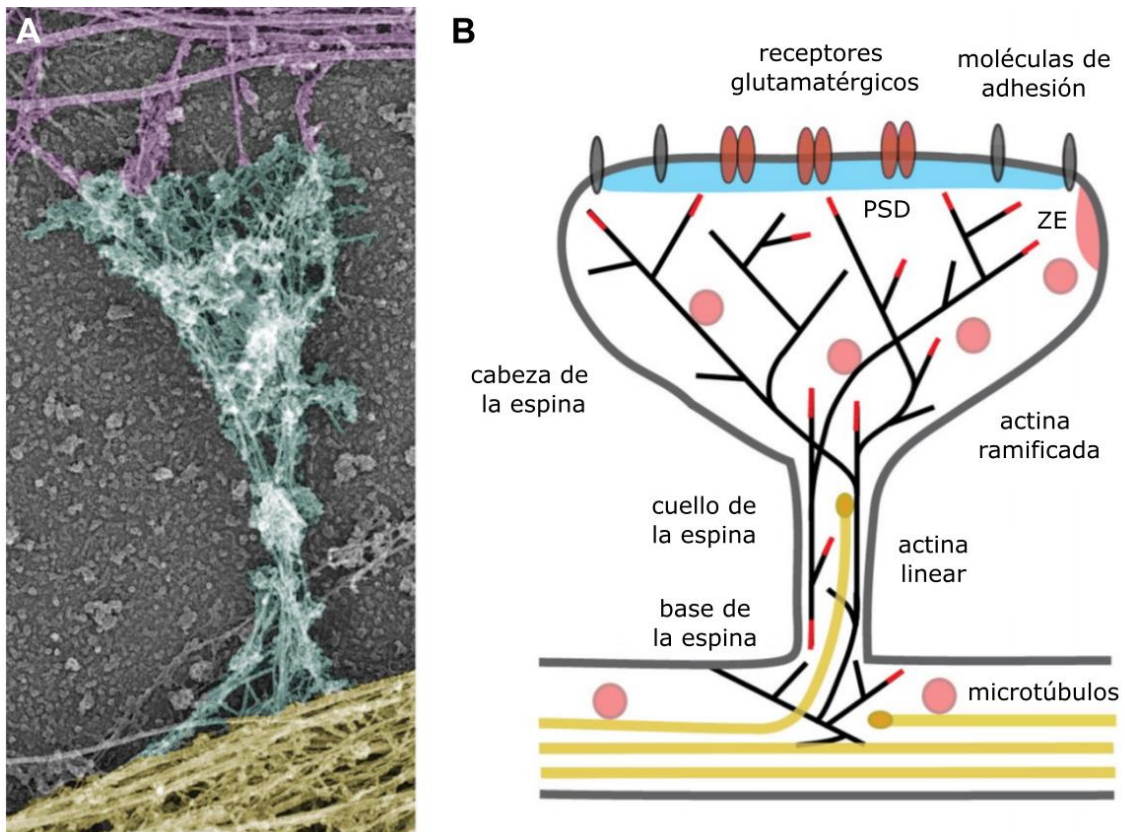 A
B
receptores
glutamatérgicos
moléculas de
adhesión
PSD
ZE
cabeza de
la espina
actina
ramificada
cuello de
la espina
actina
linear
base de
la espina
microtúbulos